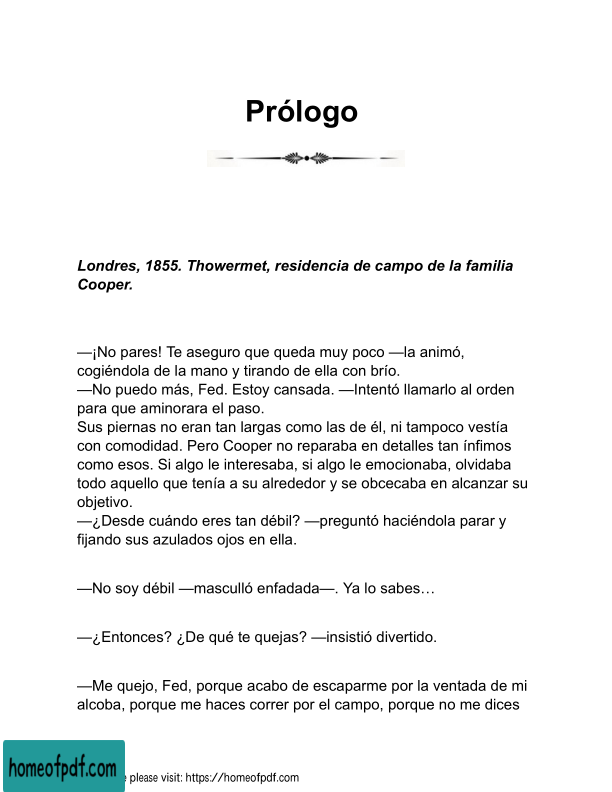 Prólogo
Londres, 1855. Thowermet, residencia de campo de la familia
Cooper.
—¡No pares! Te aseguro que queda muy poco —la animó,
cogiéndola de la mano y tirando de ella con brío.
—No puedo más, Fed. Estoy cansada. —Intentó llamarlo al orden
para que aminorara el paso.
Sus piernas no eran tan largas como las de él, ni tampoco vestía
con comodidad. Pero Cooper no reparaba en detalles tan ínfimos
como esos. Si algo le interesaba, si algo le emocionaba, olvidaba
todo aquello que tenía a su alrededor y se obcecaba en alcanzar su
objetivo.
—¿Desde cuándo eres tan débil? —preguntó haciéndola parar y
fijando sus azulados ojos en ella.
—No soy débil —masculló enfadada—. Ya lo sabes…
—¿Entonces? ¿De qué te quejas? —insistió divertido.
—Me quejo, Fed, porque acabo de escaparme por la ventada de mi
alcoba, porque me haces correr por el campo, porque no me dices
homeofpdf.com
please visit: https://homeofpdf.com